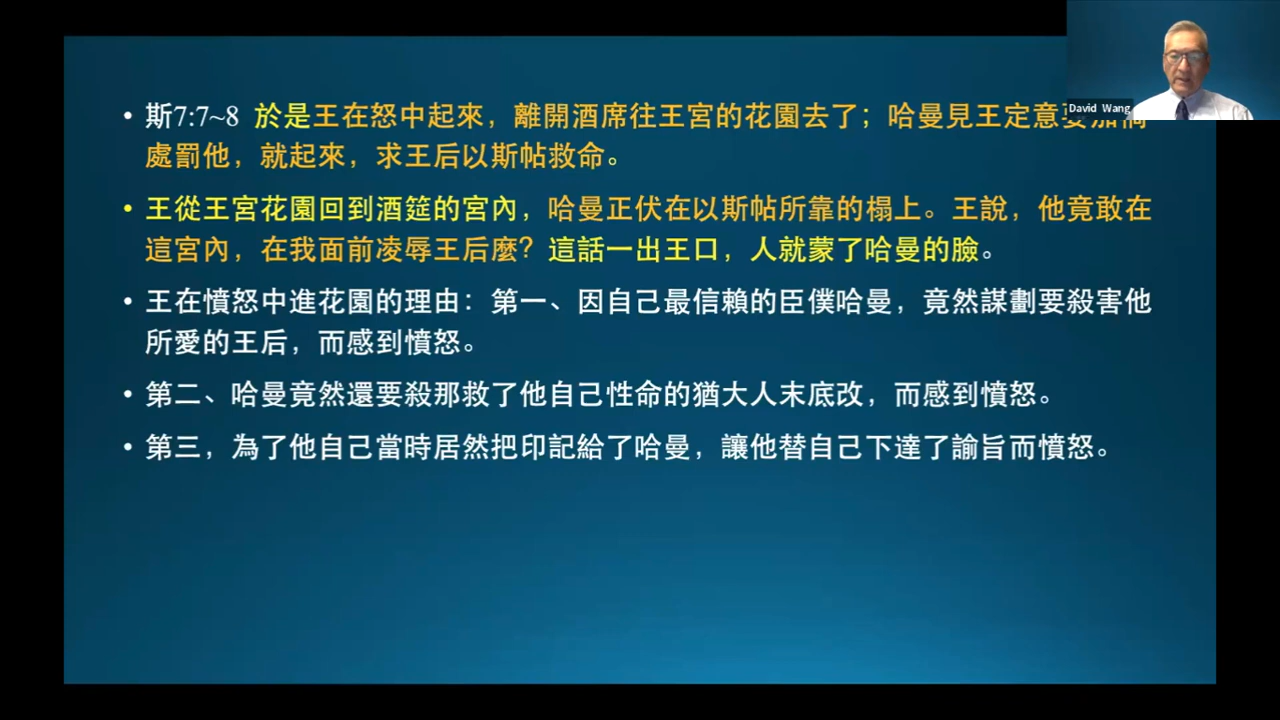 • 斯7:7~8 於是王在怒中起來，離開酒席往王宮的花園去了；哈曼見王定意要加
處罰他，就起來，求王后以斯帖救命。
• 王從王宮花園回到酒筵的宮內，哈曼正伏在以斯帖所靠的榻上。王說，他竟敢在
這宮內，在我面前凌辱王后麼？這話一出王口，人就蒙了哈曼的臉。
• 王在憤怒中進花園的理由：第一、因自己最信賴的臣僕哈曼，竟然謀劃要殺害他
所愛的王后，而感到憤怒。
• 第二、哈曼竟然還要殺那救了他自己性命的猶大人末底改，而感到憤怒。
• 第三，為了他自己當時居然把印記給了哈曼，讓他替自己下達了諭旨而憤怒。
David Wang